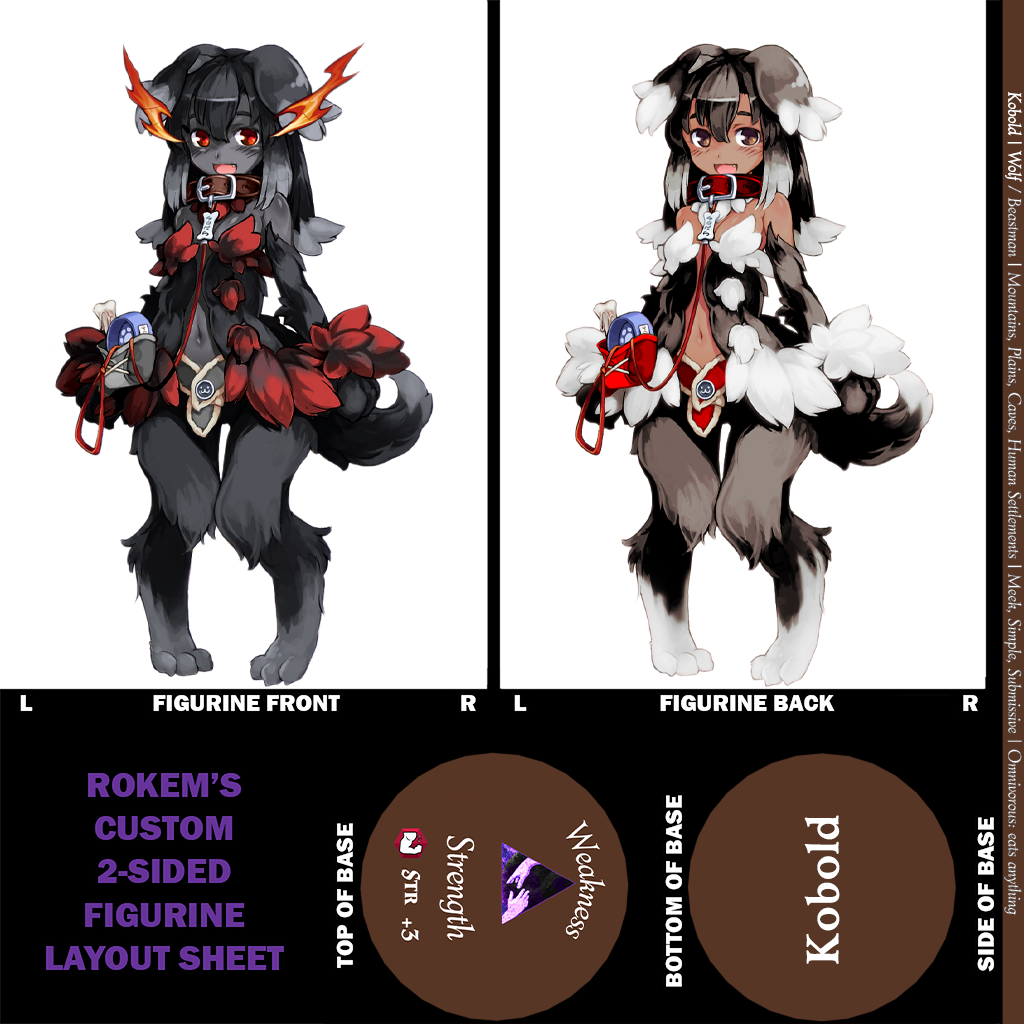 L
FIGURINE FRONT
R
L
FIGURINE BACK
R
ROKEM'S
CUSTOM
2-SIDED
FIGURINE
LAYOUT SHEET
TOP OF BASE
Weakness
Strength
STR +3
BOTTOM OF BASE
Kobold
SIDE OF BASE
Kobold | Wolf / Beastman | Mountains, Plains, Caves, Human Settlements | Meek, Simple, Submissive | Omnivorous: eats anything